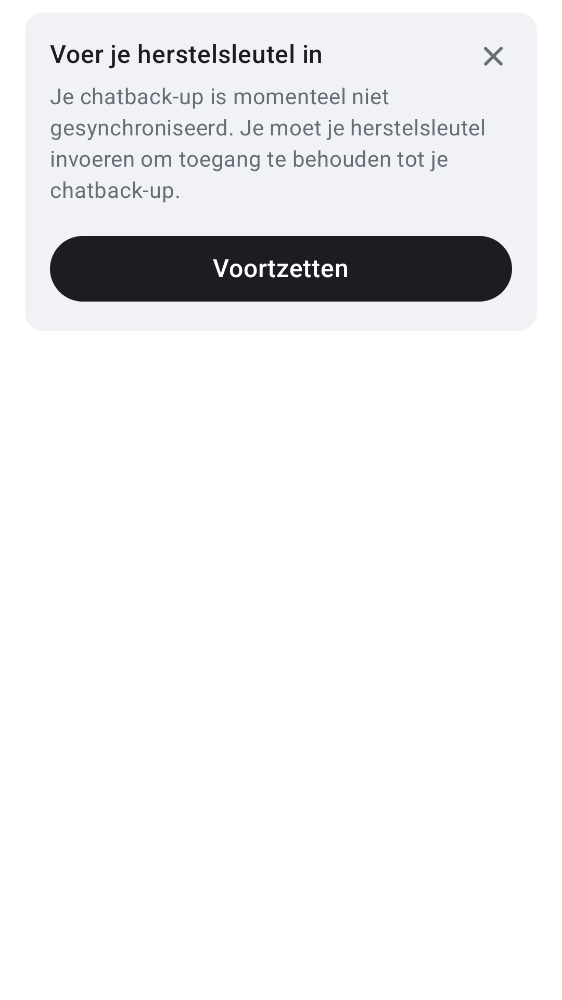 Voer je herstelsleutel in
Je chatback-up is momenteel niet
gesynchroniseerd. Je moet je herstelsleutel
invoeren om toegang te behouden tot je
chatback-up.
Voortzetten